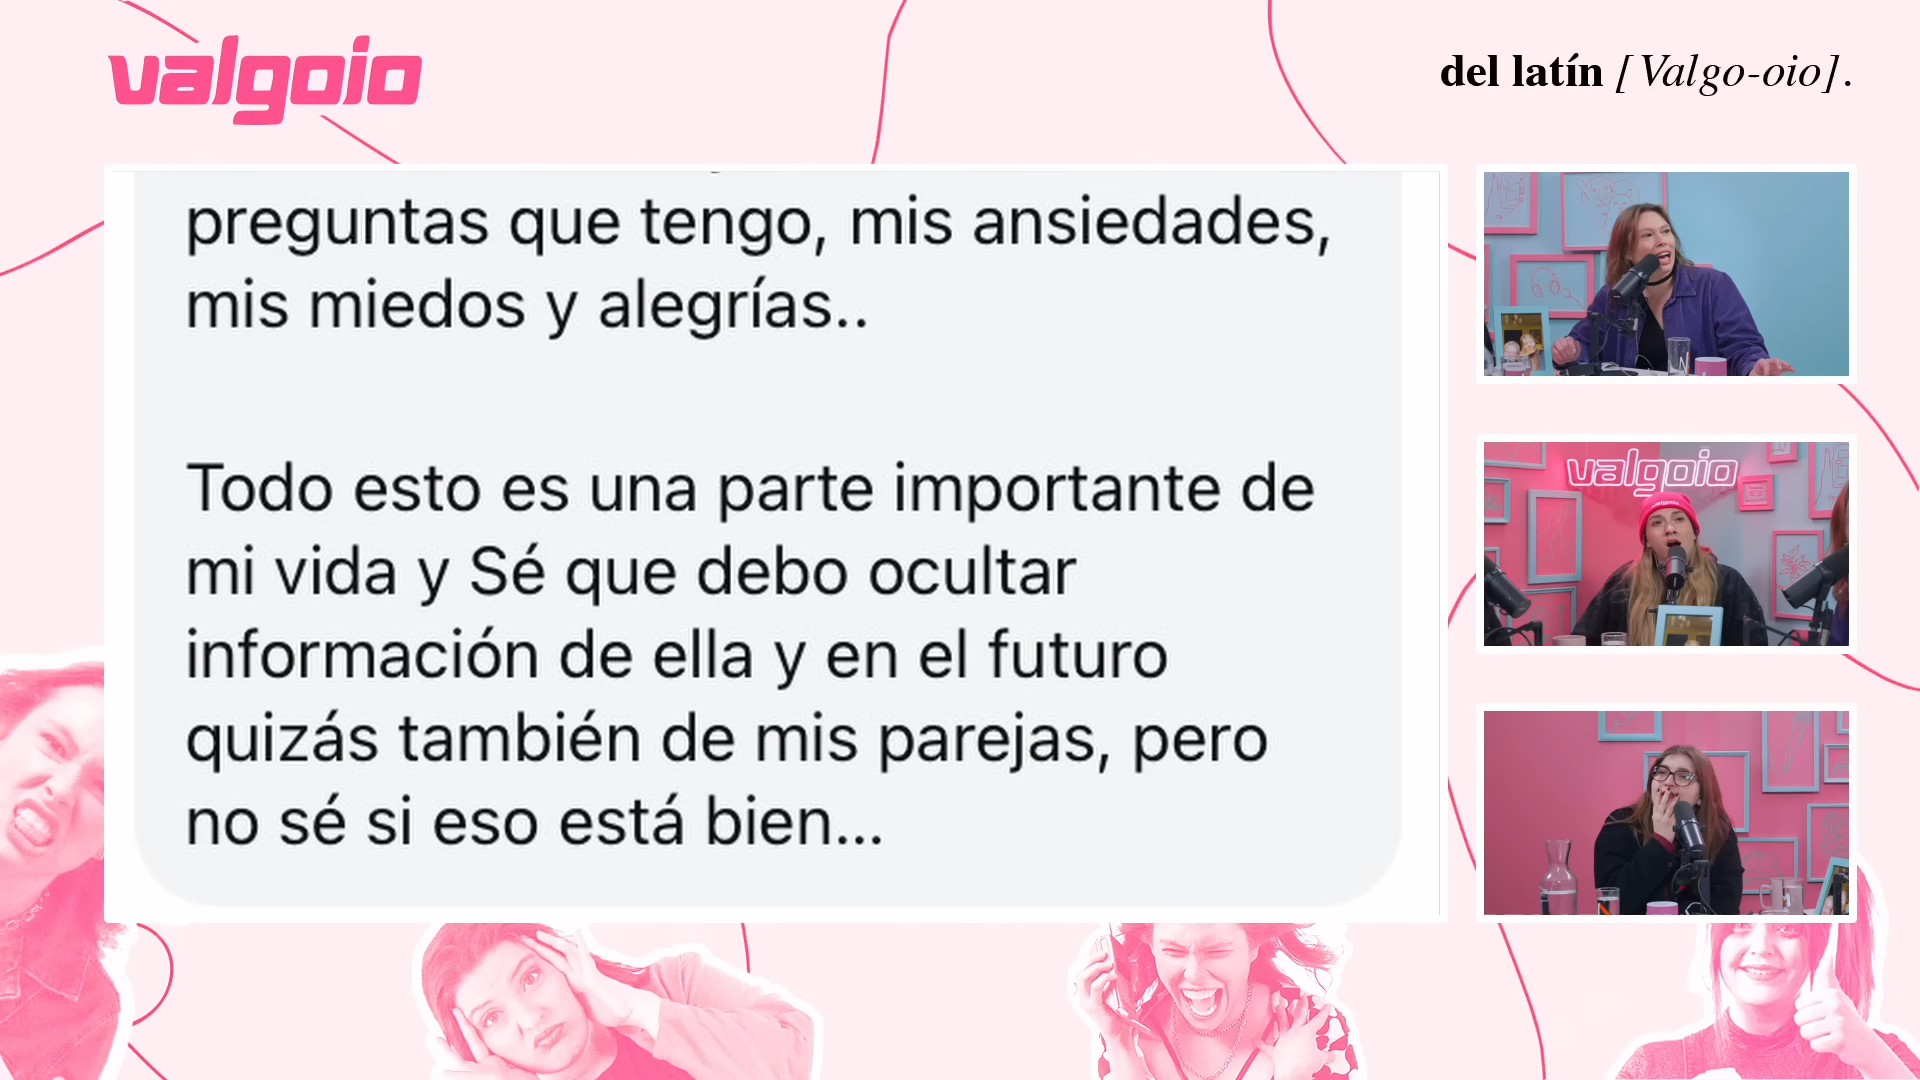 valgoio
del latín [Valgo-oio].
preguntas que tengo, mis ansiedades,
mis miedos y alegrías..
Todo esto es una parte importante de
mi vida y Sé que debo ocultar
información de ella y en el futuro
quizás también de mis parejas, pero
no sé si eso está bien...
valgoio